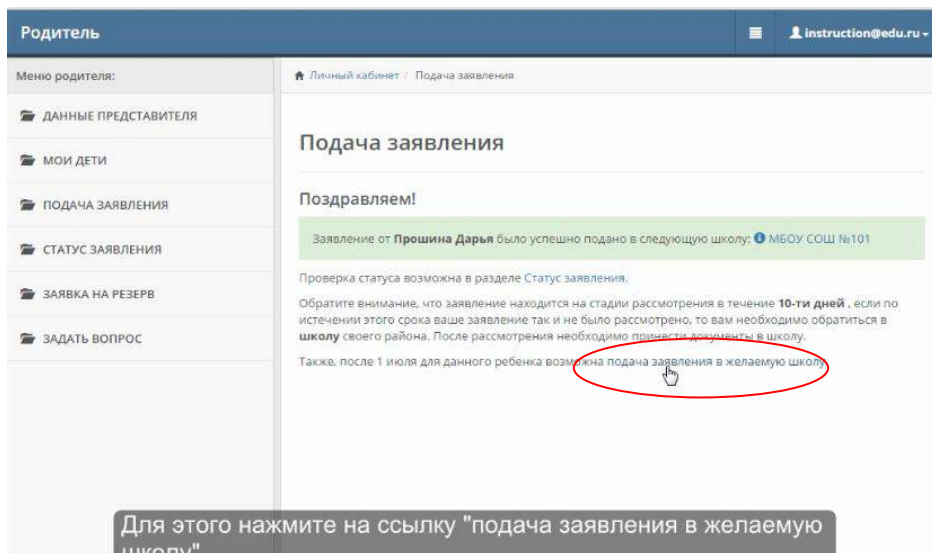 Родитель
instruction@edu.ru
Меню родителя:
Личный кабинет / Подача заявления
ДАННЫЕ ПРЕДСТАВИТЕЛЯ
МОИ ДЕТИ
ПОДАЧА ЗАЯВЛЕНИЯ
СТАТУС ЗАЯВЛЕНИЯ
ЗАЯВКА НА РЕЗЕРВ
ЗАДАТЬ ВОПРОС
Подача заявления
Поздравляем!
Заявление от Прошина Дарья было успешно подано в следующую школу: МБОУ СОШ №101
Проверка статуса возможна в разделе Статус заявления.
Обратите внимание, что заявление находится на стадии рассмотрения в течение 10-ти дней , если по
истечении этого срока ваше заявление так и не было рассмотрено, то вам необходимо обратиться в
школу своего района. После рассмотрения необходимо принести документы в школу.
Также, после 1 июля для данного ребенка возможна подача заявления в желаемую школу
Для этого нажмите на ссылку "подача заявления в желаемую
школу"